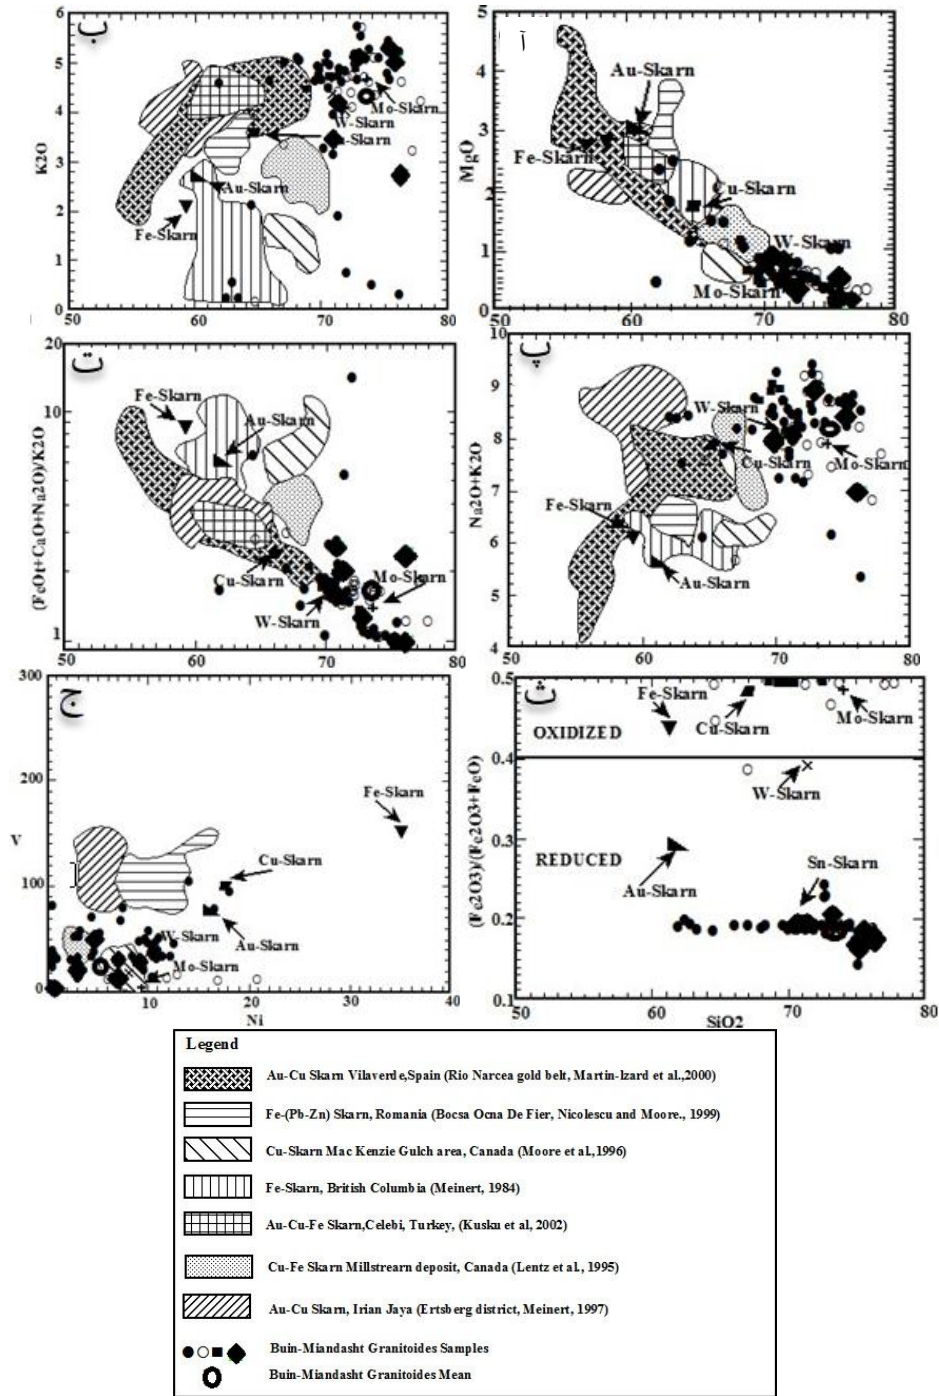 ب
K2O
6
5
4
3
2
1
0
50
60
70
80
Mo-Skarn
W-Skarn
Au-Skarn
Fe-Skarn
أ
MgO
5
4
3
2
1
0
50
60
70
80
Au-Skarn
Fe-Skarn
Cu-Skarn
W-Skarn
Mo-Skarn
ت
(FeOt+CaO+Na2O)/K2O
20
10
1
50
60
70
80
Fe-Skarn
Au-Skarn
Cu-Skarn
W-Skarn
Mo-Skarn
پ
Na2O+K2O
9
8
7
6
5
4
50
60
70
80
W-Skarn
Cu-Skarn
Mo-Skarn
Fe-Skarn
Au-Skarn
ج
V
300
200
100
0
10
20
30
40
Ni
Fe-Skarn
Cu-Skarn
Au-Skarn
W-Skarn
Mo-Skarn
ث
(Fe2O3)/(Fe2O3+FeO)
0.5
0.4
0.3
0.2
0.1
50
60
70
80
SiO2
Fe-Skarn
Cu-Skarn
Mo-Skarn
OXIDIZED
W-Skarn
REDUCED
Au-Skarn
Sn-Skarn
Legend
Au-Cu Skarn Vilaverde,Spain (Rio Narcea gold belt, Martin-Izard et al.,2000)
Fe-(Pb-Zn) Skarn, Romania (Bocsa Ocna De Fier, Nicolescu and Moore., 1999)
Cu-Skarn Mac Kenzie Gulch area, Canada (Moore et al.,1996)
Fe-Skarn, British Columbia (Meinert, 1984)
Au-Cu-Fe Skarn,Celebi, Turkey, (Kusku et al, 2002)
Cu-Fe Skarn Millstrearn deposit, Canada (Lentz et al., 1995)
Au-Cu Skarn, Irian Jaya (Ertsberg district, Meinert, 1997)
Buin-Miandasht Granitoides Samples
Buin-Miandasht Granitoides Mean